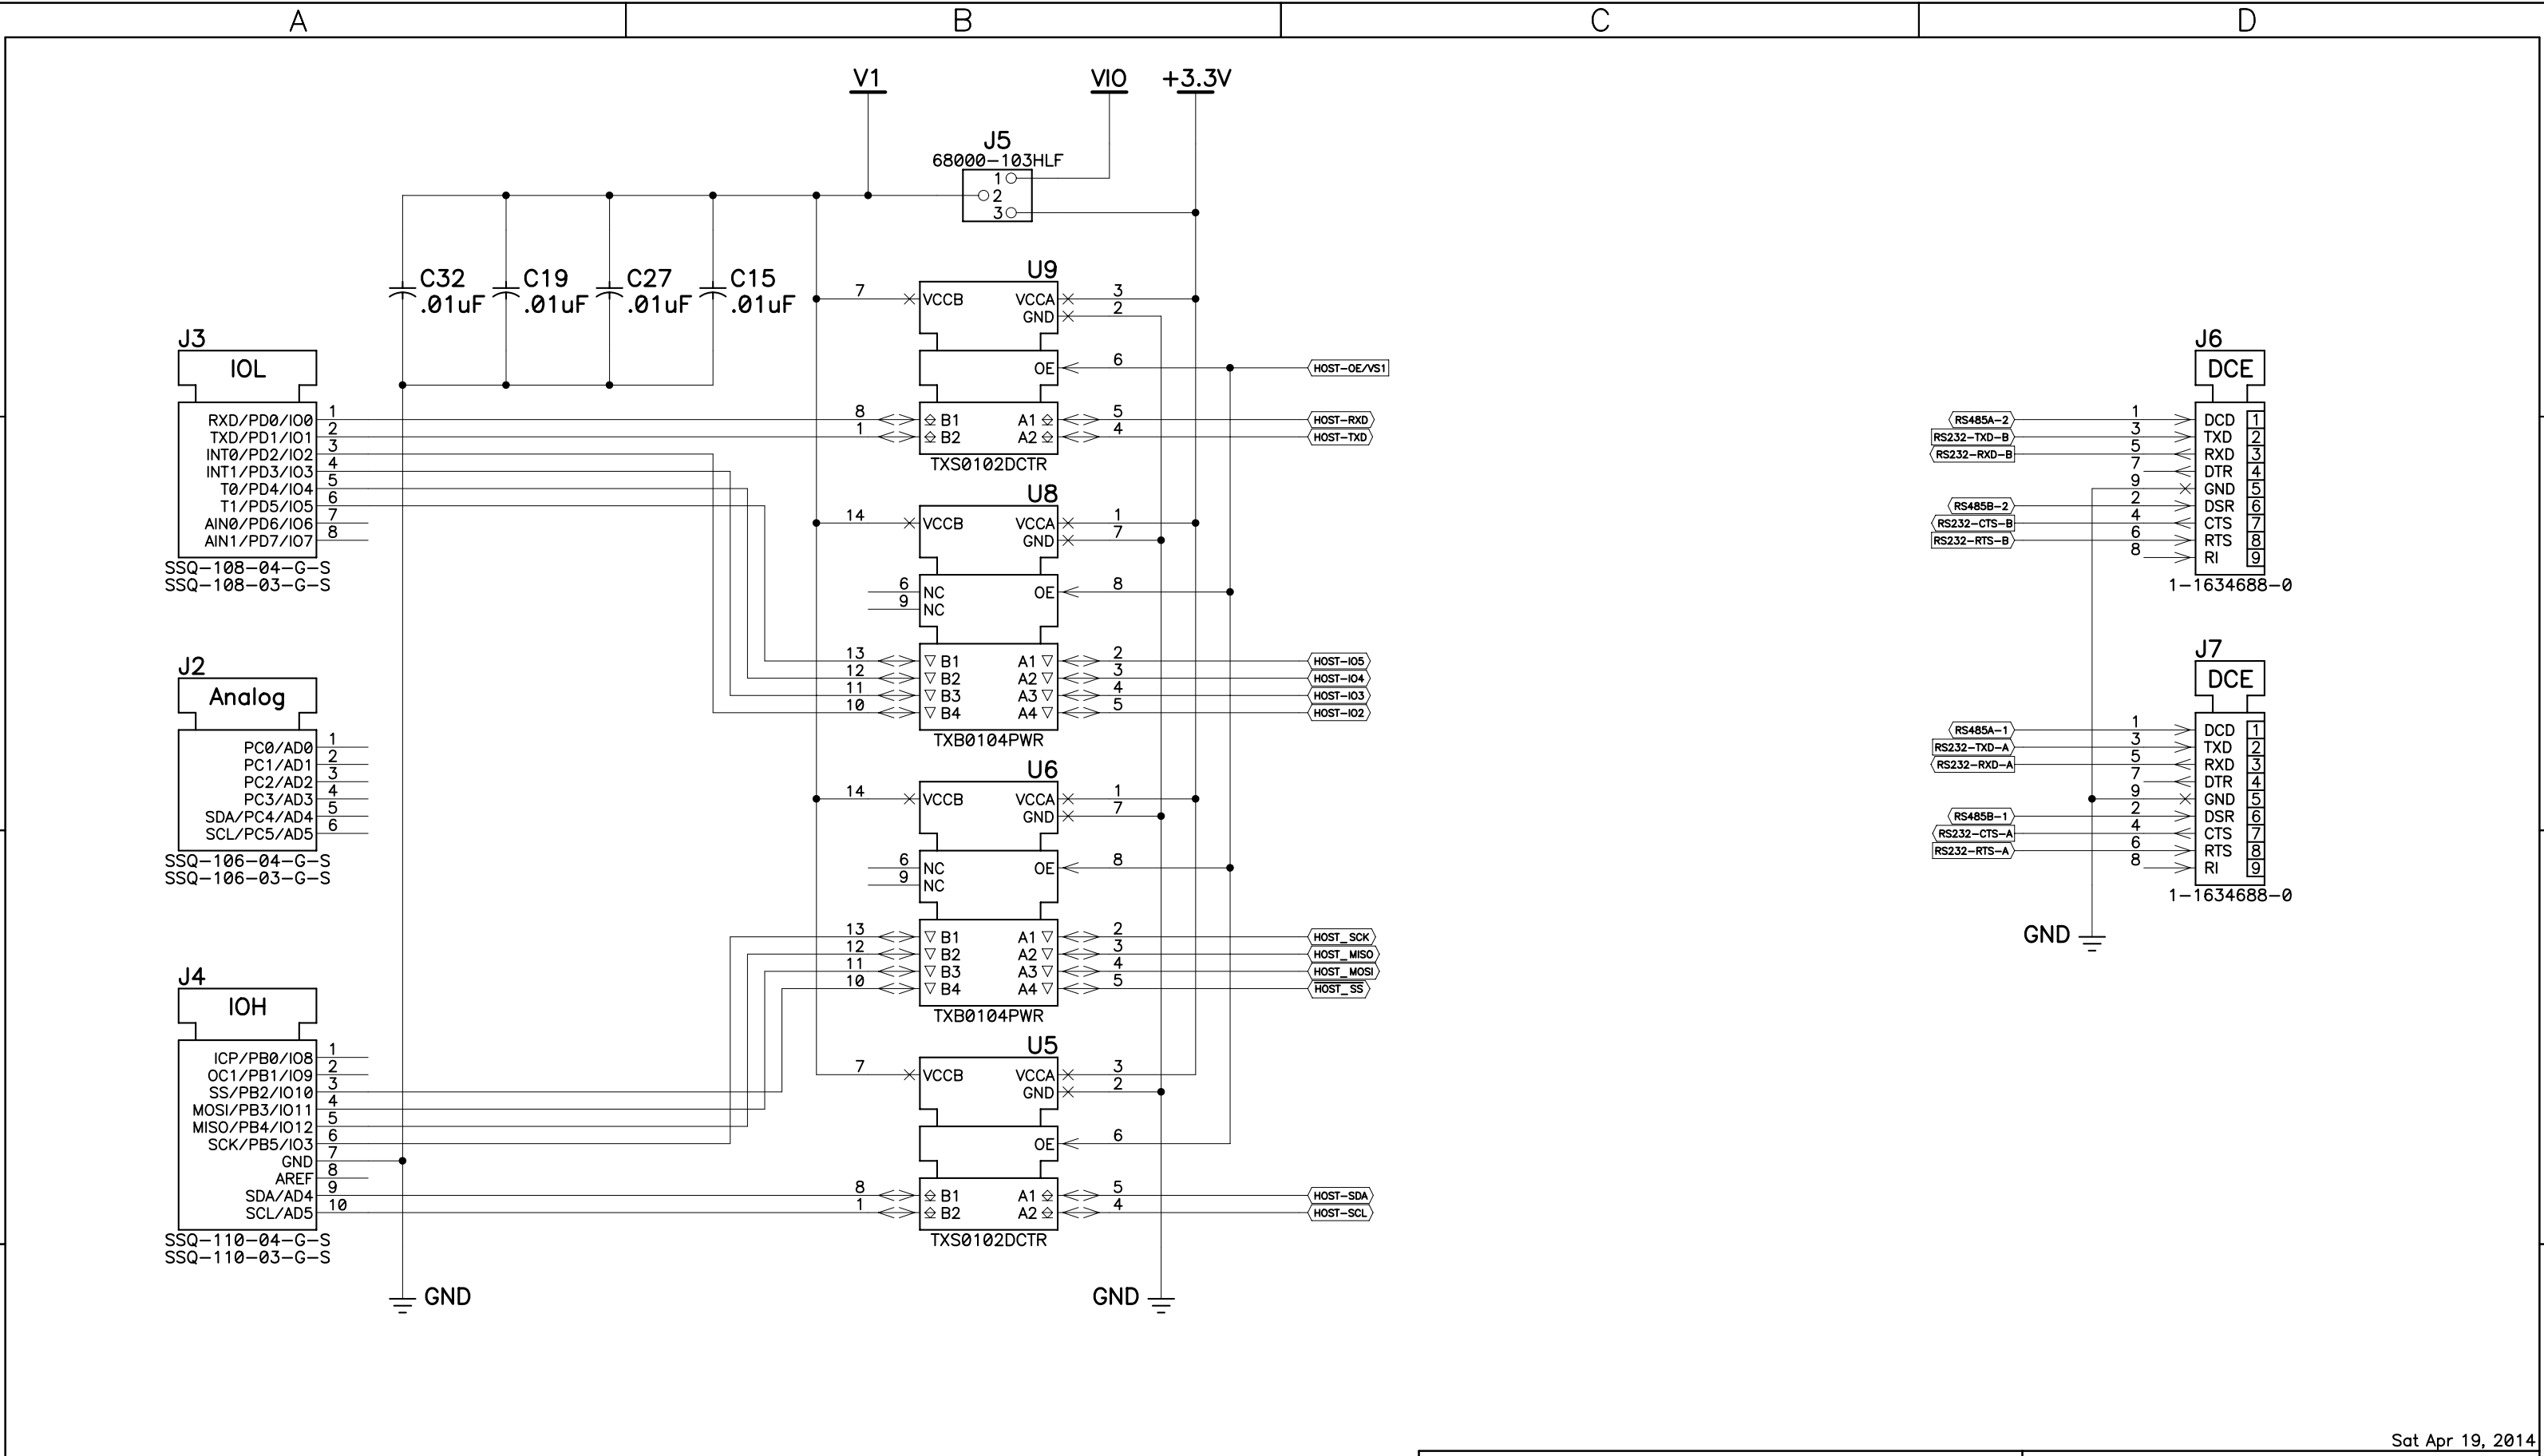 A B C D
V1 VIO +3.3V
J5
68000-103HLF
1
2
3
C32
.01uF
C19
.01uF
C27
.01uF
C15
.01uF
J3
IOL
RXD/PD0/IO0 1
TXD/PD1/IO1 2
INT0/PD2/IO2 3
INT1/PD3/IO3 4
T0/PD4/IO4 5
T1/PD5/IO5 6
AIN0/PD6/IO6 7
AIN1/PD7/IO7 8
SSQ-108-04-G-S
SSQ-108-03-G-S
J2
Analog
PC0/AD0 1
PC1/AD1 2
PC2/AD2 3
PC3/AD3 4
SDA/PC4/AD4 5
SCL/PC5/AD5 6
SSQ-106-04-G-S
SSQ-106-03-G-S
J4
IOH
ICP/PB0/IO8 1
OC1/PB1/IO9 2
SS/PB2/IO10 3
MOSI/PB3/IO11 4
MISO/PB4/IO12 5
SCK/PB5/IO3 6
GND 7
AREF 8
SDA/AD4 9
SCL/AD5 10
SSQ-110-04-G-S
SSQ-110-03-G-S
GND
U9
7 VCCB VCCA 3
GND 2
OE 6 HOST-OE/VS1
8 B1 A1 5 HOST-RXD
1 B2 A2 4 HOST-TXD
TXS0102DCTR
U8
14 VCCB VCCA 1
GND 7
6 NC OE 8
9 NC
13 B1 A1 2 HOST-IO5
12 B2 A2 3 HOST-IO4
11 B3 A3 4 HOST-IO3
10 B4 A4 5 HOST-IO2
TXB0104PWR
U6
14 VCCB VCCA 1
GND 7
6 NC OE 8
9 NC
13 B1 A1 2 HOST_SCK
12 B2 A2 3 HOST_MISO
11 B3 A3 4 HOST_MOSI
10 B4 A4 5 HOST_SS
TXB0104PWR
U5
7 VCCB VCCA 3
GND 2
OE 6
8 B1 A1 5 HOST-SDA
1 B2 A2 4 HOST-SCL
TXS0102DCTR
GND
J6
DCE
RS485A-2 1 DCD 1
RS232-TXD-B 3 TXD 2
RS232-RXD-B 5 RXD 3
7 DTR 4
9 GND 5
RS485B-2 2 DSR 6
RS232-CTS-B 4 CTS 7
RS232-RTS-B 6 RTS 8
8 RI 9
1-1634688-0
J7
DCE
RS485A-1 1 DCD 1
RS232-TXD-A 3 TXD 2
RS232-RXD-A 5 RXD 3
7 DTR 4
9 GND 5
RS485B-1 2 DSR 6
RS232-CTS-A 4 CTS 7
RS232-RTS-A 6 RTS 8
8 RI 9
1-1634688-0
GND
Sat Apr 19, 2014